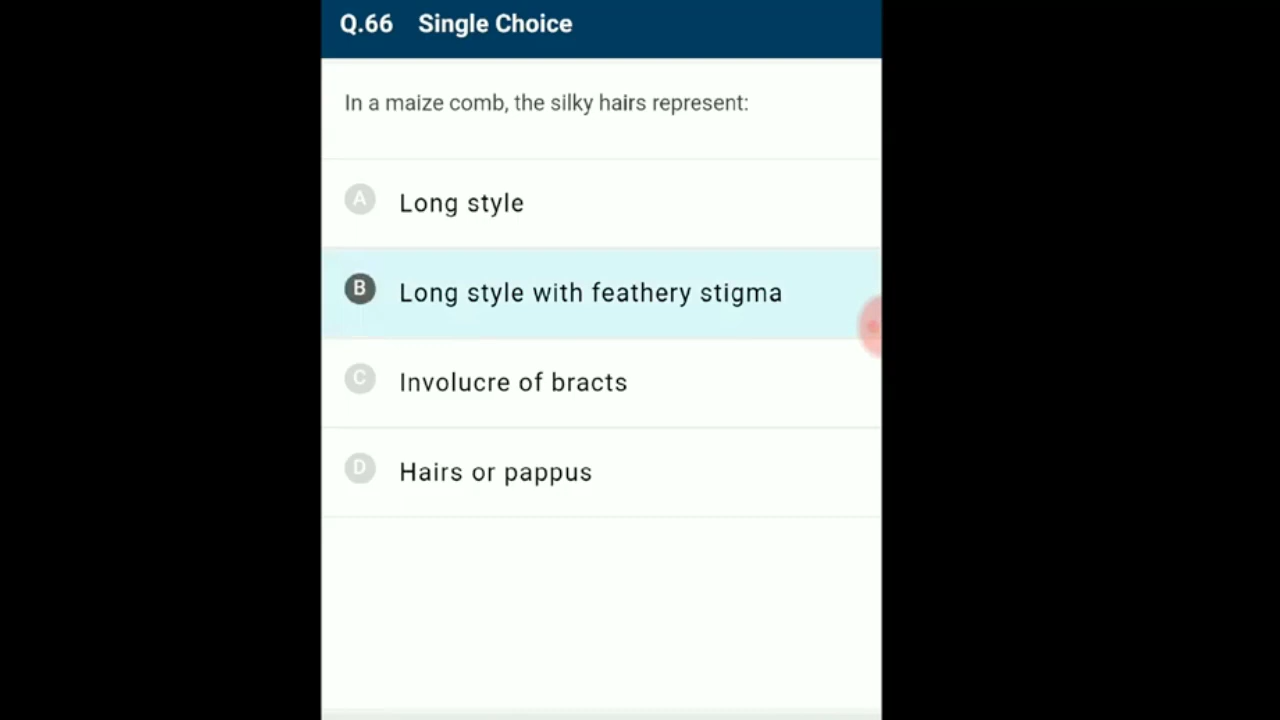 Q.66 Single Choice
In a maize comb, the silky hairs represent:
A Long style
B Long style with feathery stigma
C Involucre of bracts
D Hairs or pappus